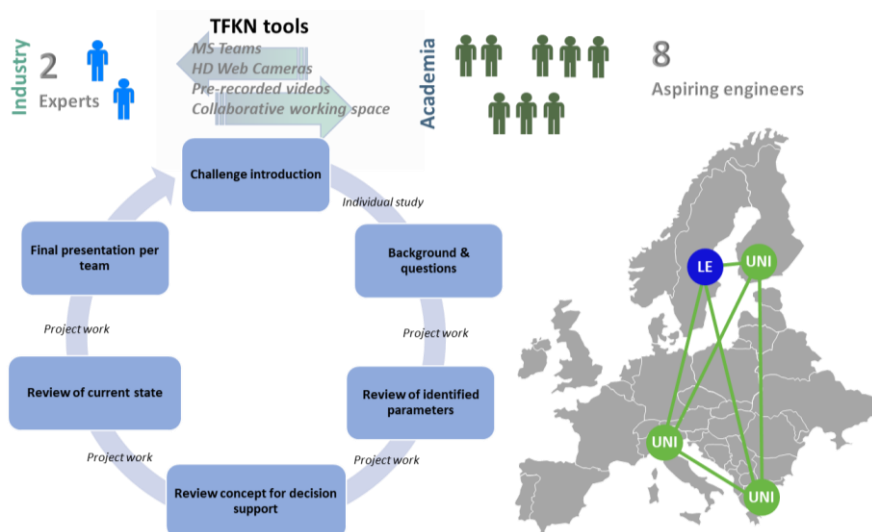 TFKN tools
MS Teams
HD Web Cameras
Pre-recorded videos
Collaborative working space
Industry
2
Experts
Academia
8
Aspiring engineers
Challenge introduction
Individual study
Background &
questions
Project work
Review of identified
parameters
Project work
Review concept for decision
support
Project work
Review of current state
Project work
Final presentation per
team
LE
UNI
UNI
UNI